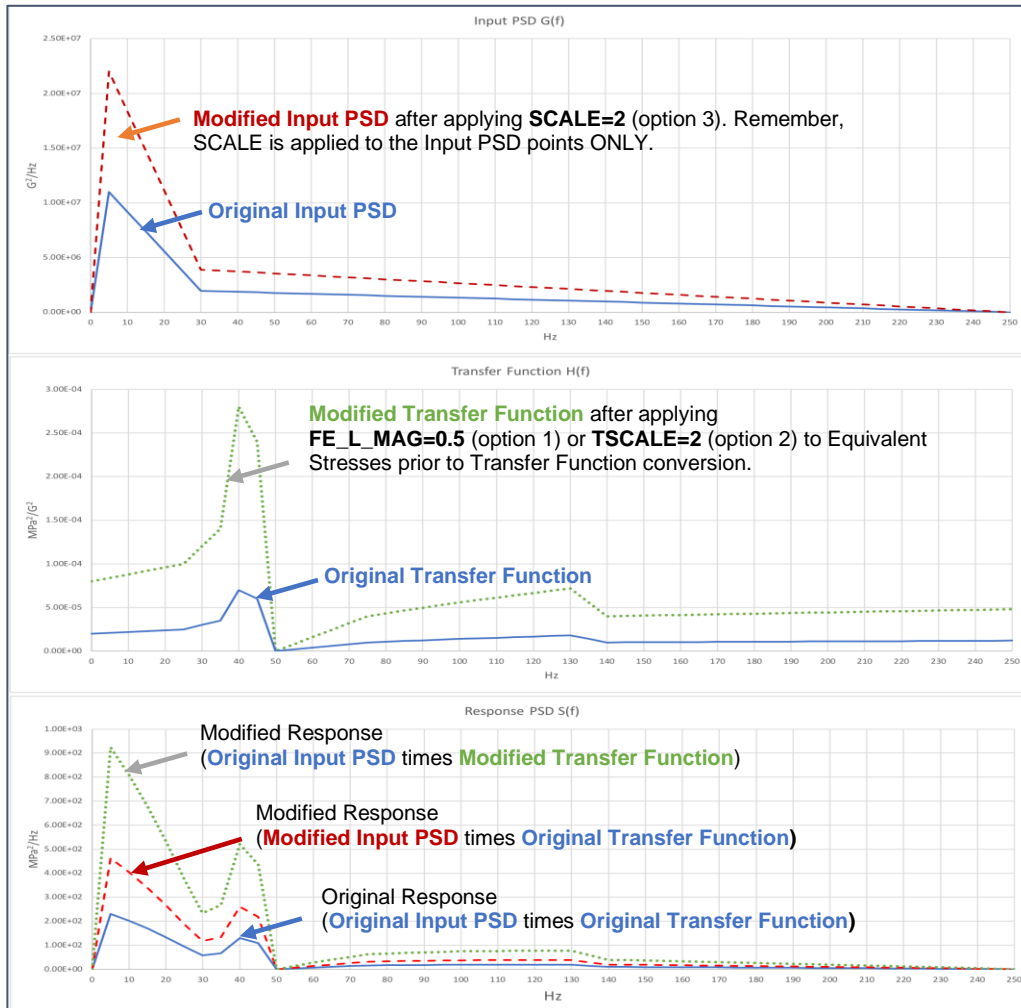 Input PSD G(f)
2.50E+07
2.00E+07
1.50E+07
1.00E+07
5.00E+06
0.00E+00
G²/Hz
Modified Input PSD after applying SCALE=2 (option 3). Remember,
SCALE is applied to the Input PSD points ONLY.
Original Input PSD
0 10 20 30 40 50 60 70 80 90 100 110 120 130 140 150 160 170 180 190 200 210 220 230 240 250
Hz
Transfer Function H(f)
3.00E-04
2.50E-04
2.00E-04
1.50E-04
1.00E-04
5.00E-05
0.00E+00
MPa²/G²
Modified Transfer Function after applying
FE_L_MAG=0.5 (option 1) or TSCALE=2 (option 2) to Equivalent
Stresses prior to Transfer Function conversion.
Original Transfer Function
0 10 20 30 40 50 60 70 80 90 100 110 120 130 140 150 160 170 180 190 200 210 220 230 240 250
Hz
Response PSD S(f)
1.00E+03
9.00E+02
8.00E+02
7.00E+02
6.00E+02
5.00E+02
4.00E+02
3.00E+02
2.00E+02
1.00E+02
0.00E+00
MPa²/Hz
Modified Response
(Original Input PSD times Modified Transfer Function)
Modified Response
(Modified Input PSD times Original Transfer Function)
Original Response
(Original Input PSD times Original Transfer Function)
0 10 20 30 40 50 60 70 80 90 100 110 120 130 140 150 160 170 180 190 200 210 220 230 240 250
Hz